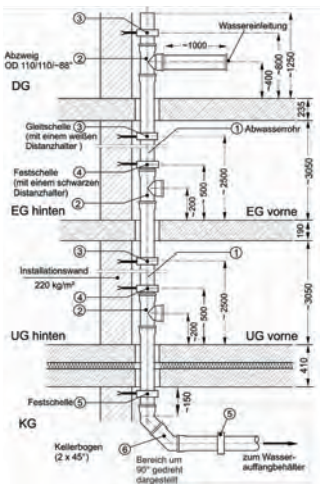 ③
~1000
Wassereinleitung
Abzweig
OD 110/110/~88°
②
~400
~600
~1250
DG
235
Gleitschelle ③
(mit einem weißen
Distanzhalter )
① Abwasserrohr
Festschelle ④
(mit einem schwarzen
Distanzhalter)
②
~200
500
~2500
~3050
EG hinten
EG vorne
190
③
①
Installationswand
220 kg/m²
④
②
~200
500
~2500
~3050
UG hinten
UG vorne
410
Festschelle ⑤
~150
KG
⑤
Kellerbogen
(2 x 45°)
⑥
Bereich um
90° gedreht
dargestellt
zum Wasser-
auffangbehälter